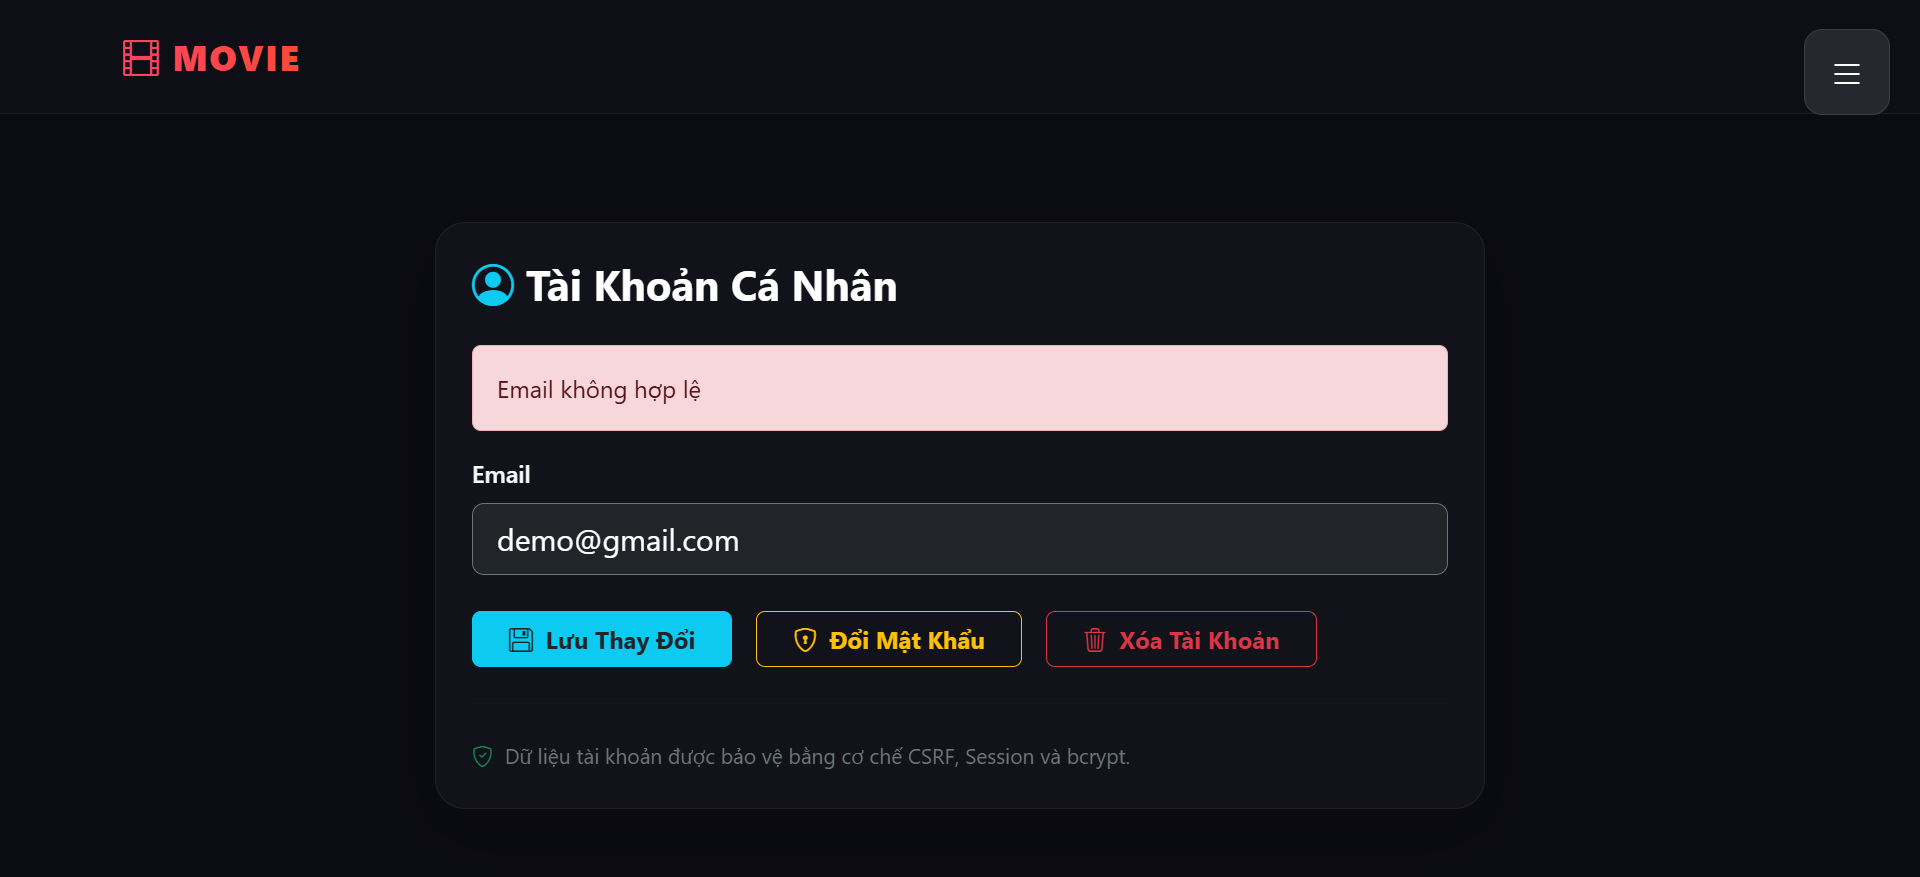 MOVIE
Tài Khoản Cá Nhân
Email không hợp lệ
Email
demo@gmail.com
Lưu Thay Đổi
Đổi Mật Khẩu
Xóa Tài Khoản
Dữ liệu tài khoản được bảo vệ bằng cơ chế CSRF, Session và bcrypt.